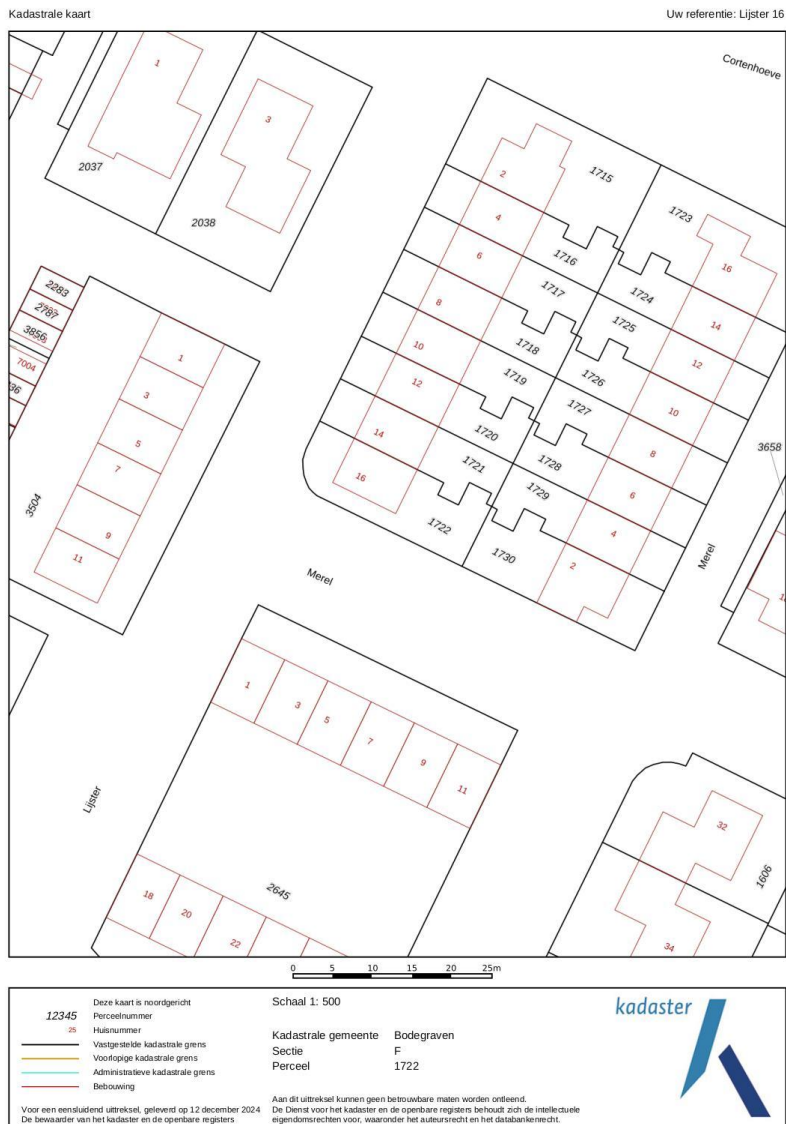 Kadastrale kaart
Uw referentie: Lijster 16
Cortenhoeve
1
3
2037
2038
2
1715
1723
4
1716
16
6
1717
1724
14
2283
2787
3856
7004
8
1718
1725
12
1
10
1719
1726
10
3
12
1720
1727
8
5
14
1721
1728
3658
7
16
1722
1729
6
3504
9
1730
4
11
2
Merel
Merel
1
3
5
7
9
11
Lijster
32
1606
18
20
22
2645
34
0 5 10 15 20 25m
Deze kaart is noordgericht
12345 Perceelnummer
25 Huisnummer
Vastgestelde kadastrale grens
Voorlopige kadastrale grens
Administratieve kadastrale grens
Bebouwing
Voor een eensluidend uittreksel, geleverd op 12 december 2024
De bewaarder van het kadaster en de openbare registers
Schaal 1: 500
Kadastrale gemeente Bodegraven
Sectie F
Perceel 1722
Aan dit uittreksel kunnen geen betrouwbare maten worden ontleend.
De Dienst voor het kadaster en de openbare registers behoudt zich de intellectuele
eigendomsrechten voor, waaronder het auteursrecht en het databankenrecht.
kadaster